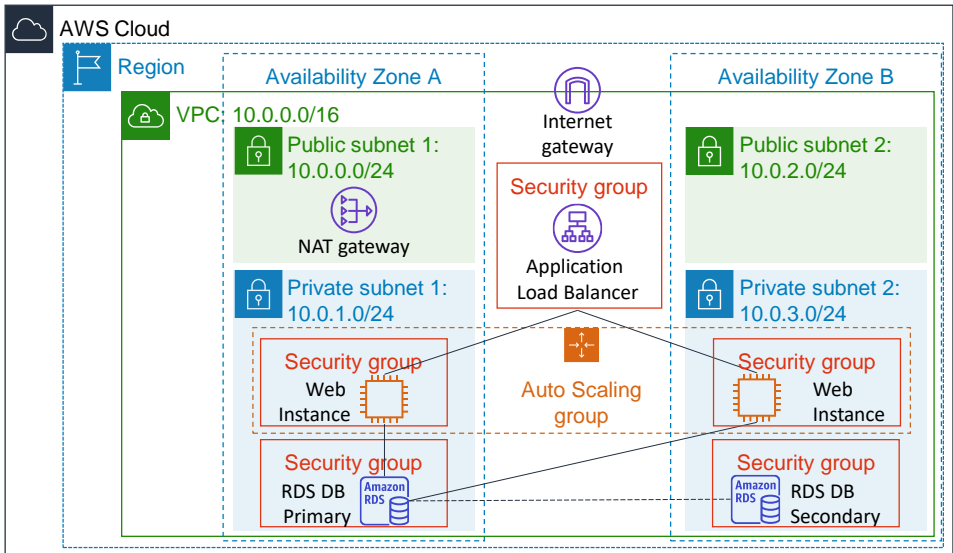 AWS Cloud
Region
Availability Zone A
Availability Zone B
VPC: 10.0.0.0/16
Internet
gateway
Public subnet 1:
10.0.0.0/24
NAT gateway
Public subnet 2:
10.0.2.0/24
Security group
Application
Load Balancer
Private subnet 1:
10.0.1.0/24
Private subnet 2:
10.0.3.0/24
Security group
Web
Instance
Auto Scaling
group
Security group
Web
Instance
Security group
RDS DB
Primary
Amazon
RDS
Security group
Amazon
RDS
RDS DB
Secondary